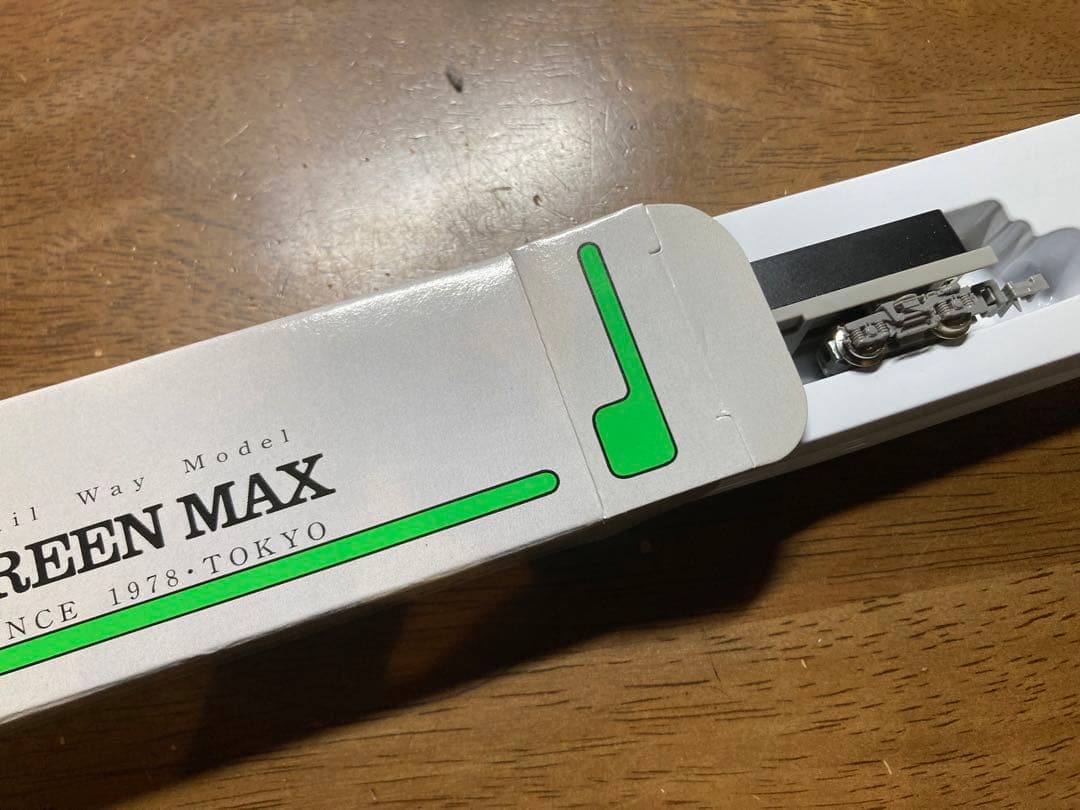 il Way Model
REEN MAX
NCE 1978・TOKYO